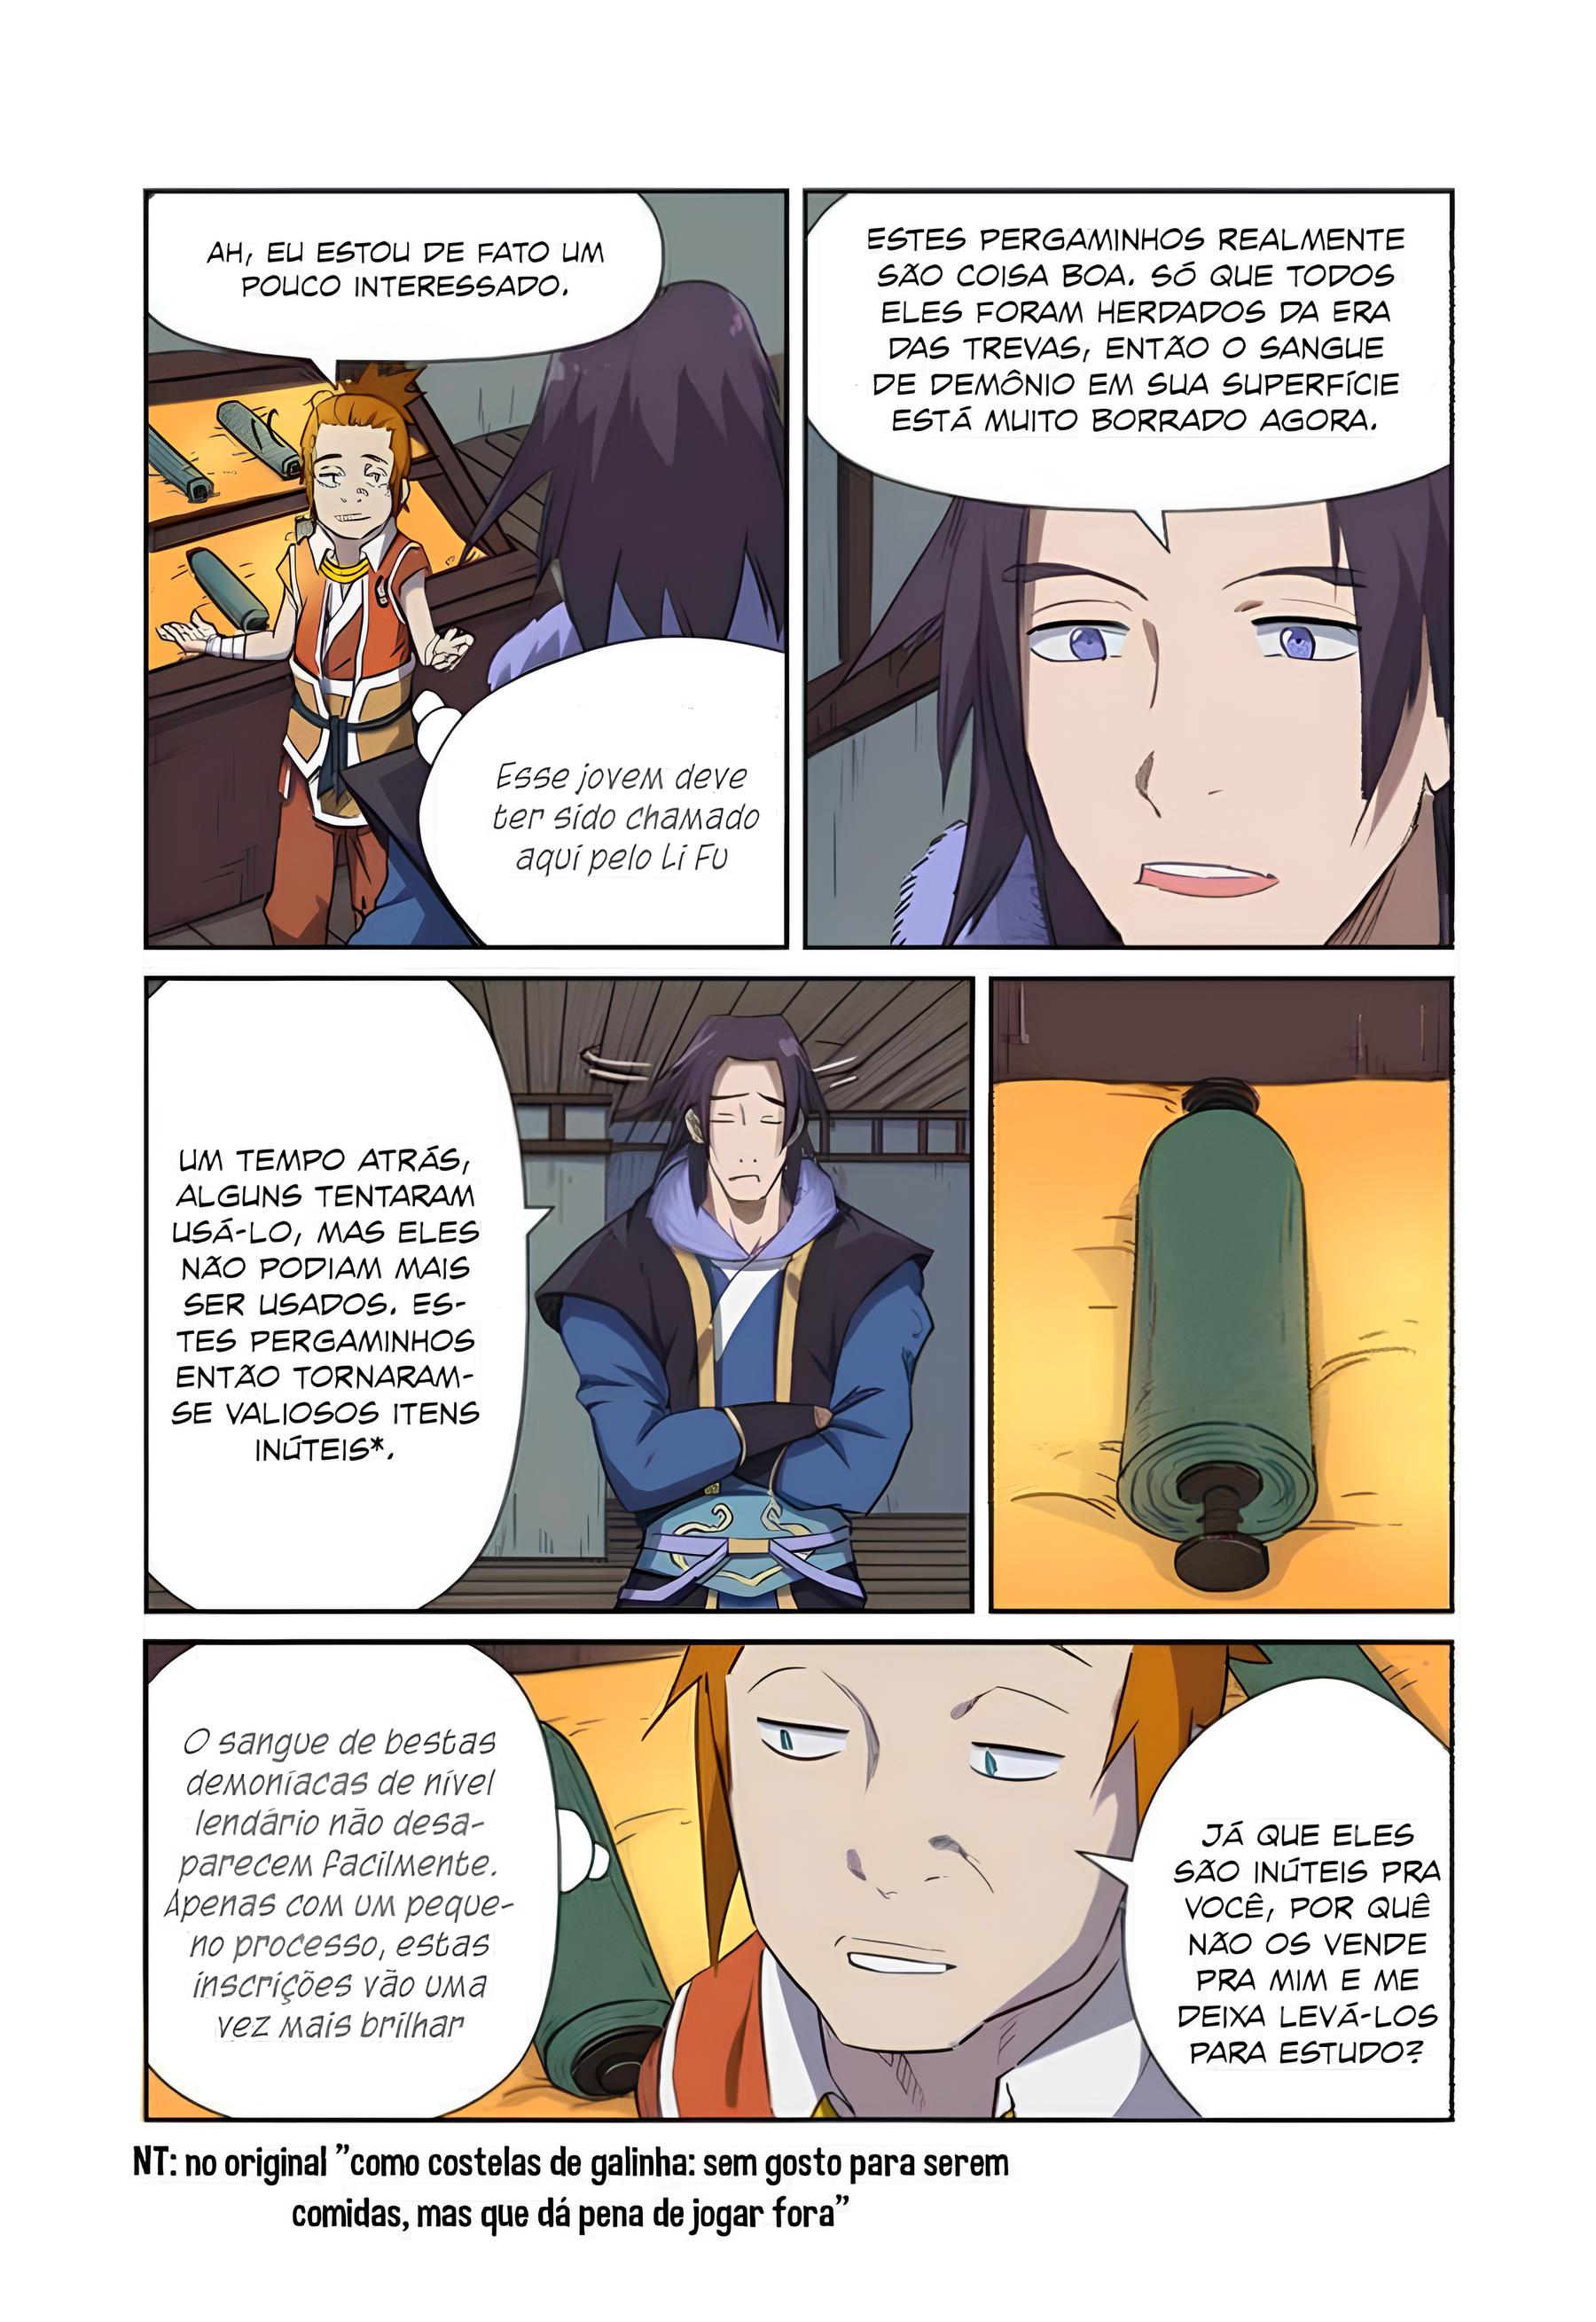 AH, EU ESTOU DE FATO UM
POUCO INTERESSADO.
Esse jovem deve
ter sido chamado
aqui pelo Li Fu
ESTES PERGAMINHOS REALMENTE
SÃO COISA BOA. SÓ QUE TODOS
ELES FORAM HERDADOS DA ERA
DAS TREVAS, ENTÃO O SANGUE
DE DEMÔNIO EM SUA SUPERFÍCIE
ESTÁ MUITO BORRADO AGORA.
UM TEMPO ATRÁS,
ALGUNS TENTARAM
USÁ-LO, MAS ELES
NÃO PODIAM MAIS
SER USADOS. ES-
TES PERGAMINHOS
ENTÃO TORNARAM-
SE VALIOSOS ITENS
INÚTEIS*.
O sangue de bestas
demoníacas de nível
lendário não desa-
parecem facilmente.
Apenas com um peque-
no processo, estas
inscrições vão uma
vez mais brilhar
JÁ QUE ELES
SÃO INÚTEIS PRA
VOCÊ, POR QUÊ
NÃO OS VENDE
PRA MIM E ME
DEIXA LEVÁ-LOS
PARA ESTUDO?
NT: no original "como costelas de galinha: sem gosto para serem
comidas, mas que dá pena de jogar fora"